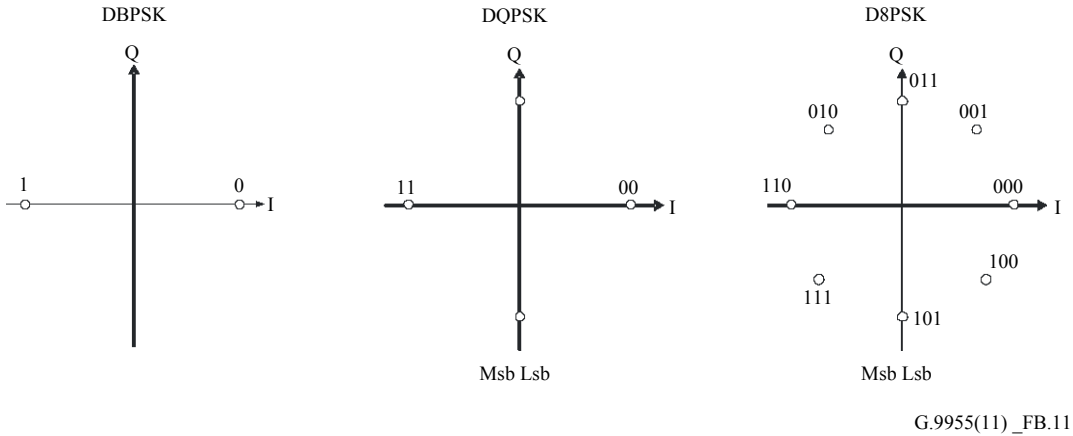 DBPSK
DQPSK
D8PSK
Q
Q
Q
011
010
001
1
0
I
11
00
I
110
000
I
100
111
101
Msb Lsb
Msb Lsb
G.9955(11) _FB.11